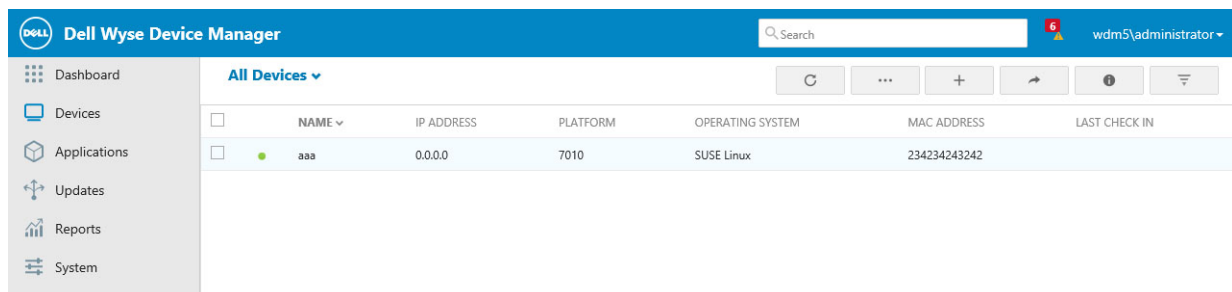 DELL Dell Wyse Device Manager Search 6 wdm5\administrator
Dashboard All Devices
Devices NAME IP ADDRESS PLATFORM OPERATING SYSTEM MAC ADDRESS LAST CHECK IN
Applications aaa 0.0.0.0 7010 SUSE Linux 234234243242
Updates
Reports
System